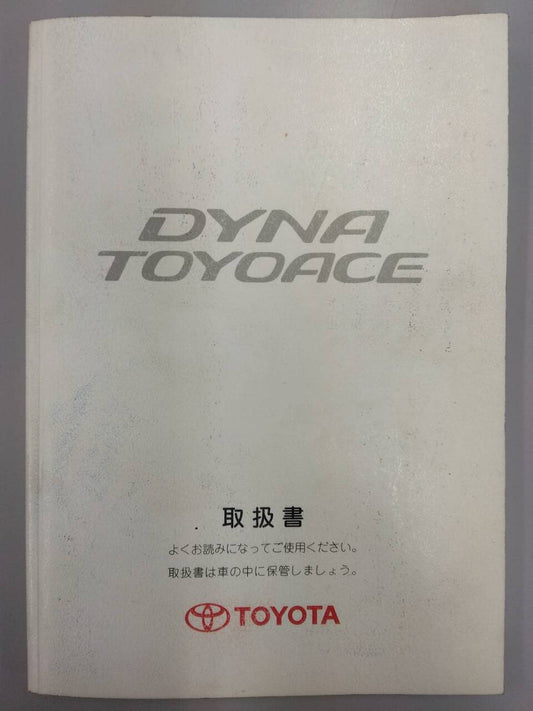 DYNA
TOYOACE
取扱書
よくお読みになってご使用ください。
取扱書は車の中に保管しましょう。
TOYOTA